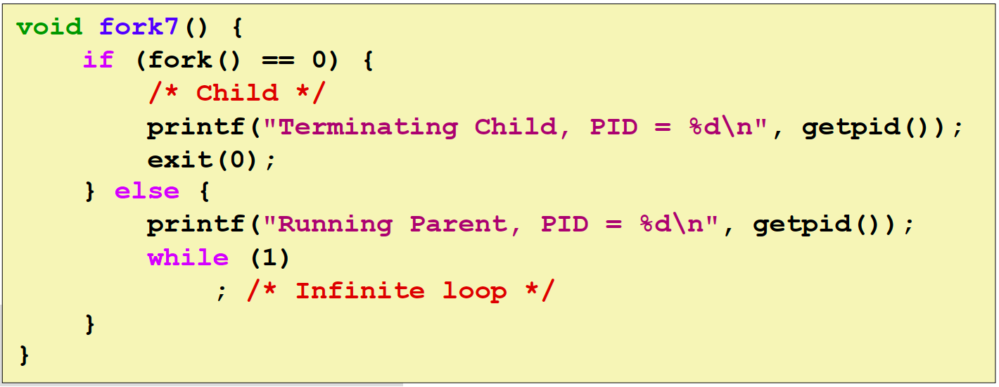 void fork7() {
    if (fork() == 0) {
        /* Child */
        printf("Terminating Child, PID = %d\n", getpid());
        exit(0);
    } else {
        printf("Running Parent, PID = %d\n", getpid());
        while (1)
            ; /* Infinite loop */
    }
}